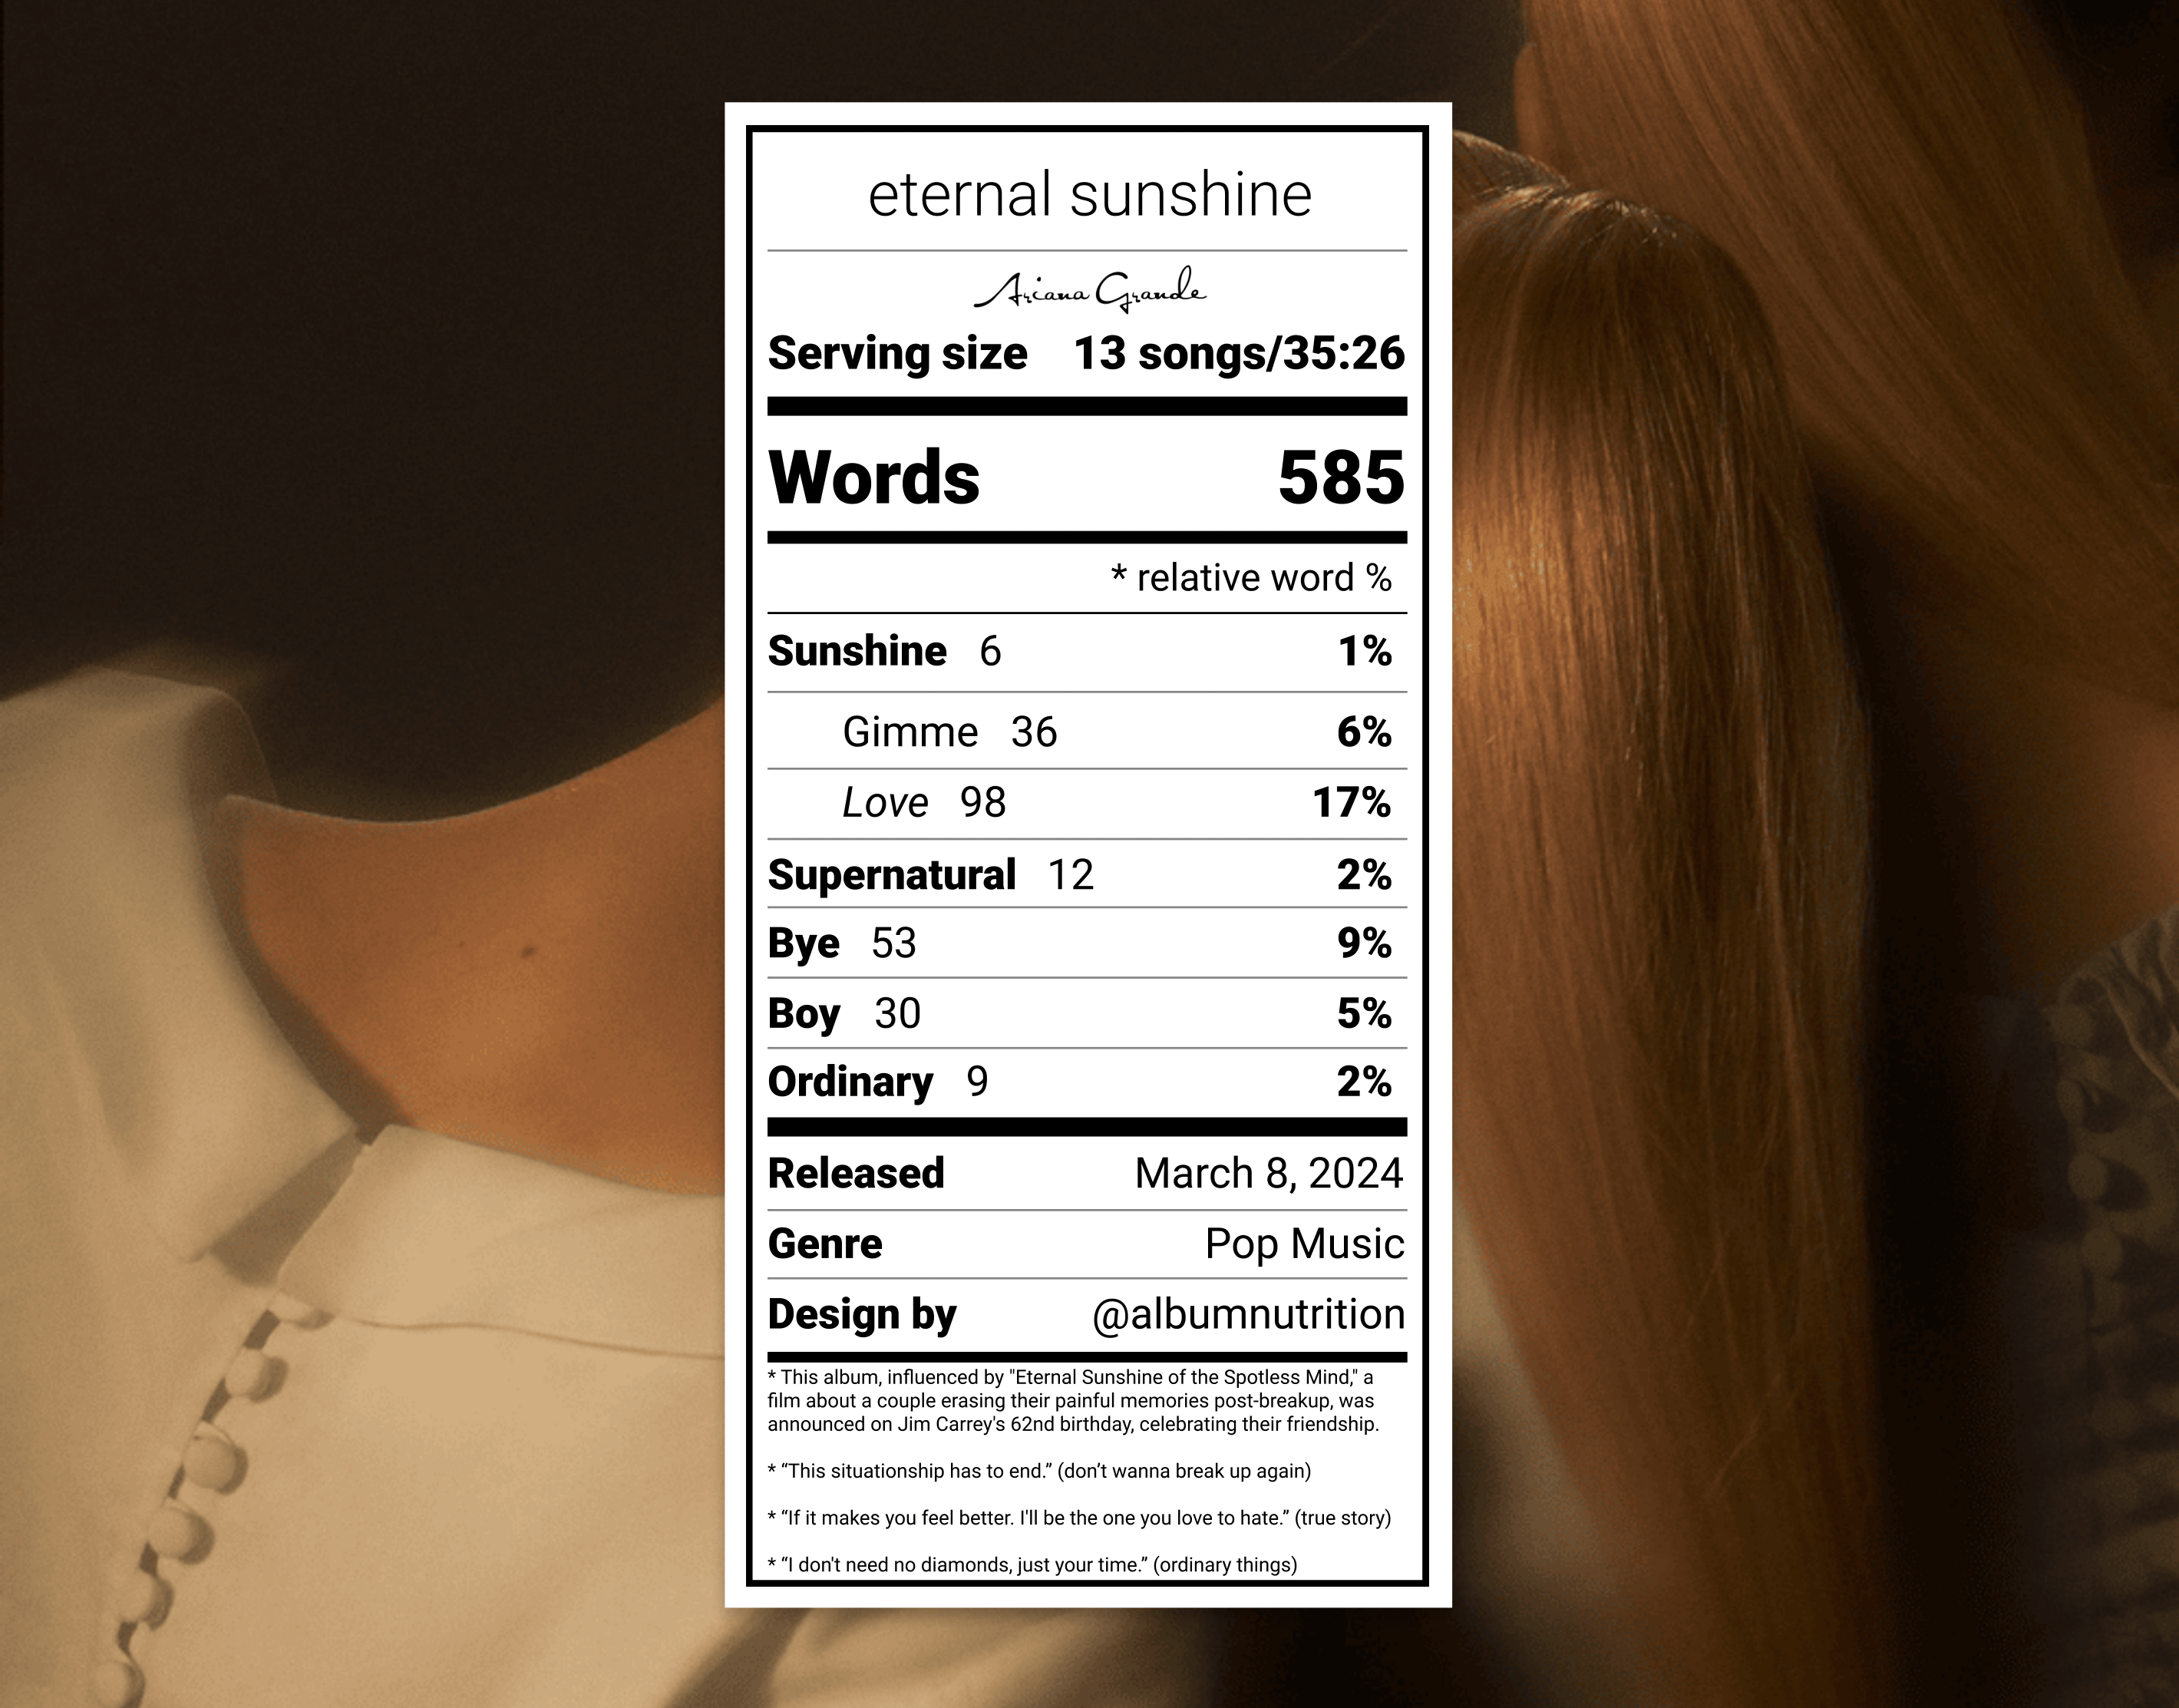 eternal sunshine
Ariana Grande
Serving size 13 songs/35:26
Words 585
* relative word %
Sunshine 6 1%
Gimme 36 6%
Love 98 17%
Supernatural 12 2%
Bye 53 9%
Boy 30 5%
Ordinary 9 2%
Released March 8, 2024
Genre Pop Music
Design by @albumnutrition
* This album, influenced by "Eternal Sunshine of the Spotless Mind," a
film about a couple erasing their painful memories post-breakup, was
announced on Jim Carrey's 62nd birthday, celebrating their friendship.
* “This situationship has to end.” (don’t wanna break up again)
* “If it makes you feel better. I'll be the one you love to hate.” (true story)
* “I don't need no diamonds, just your time.” (ordinary things)